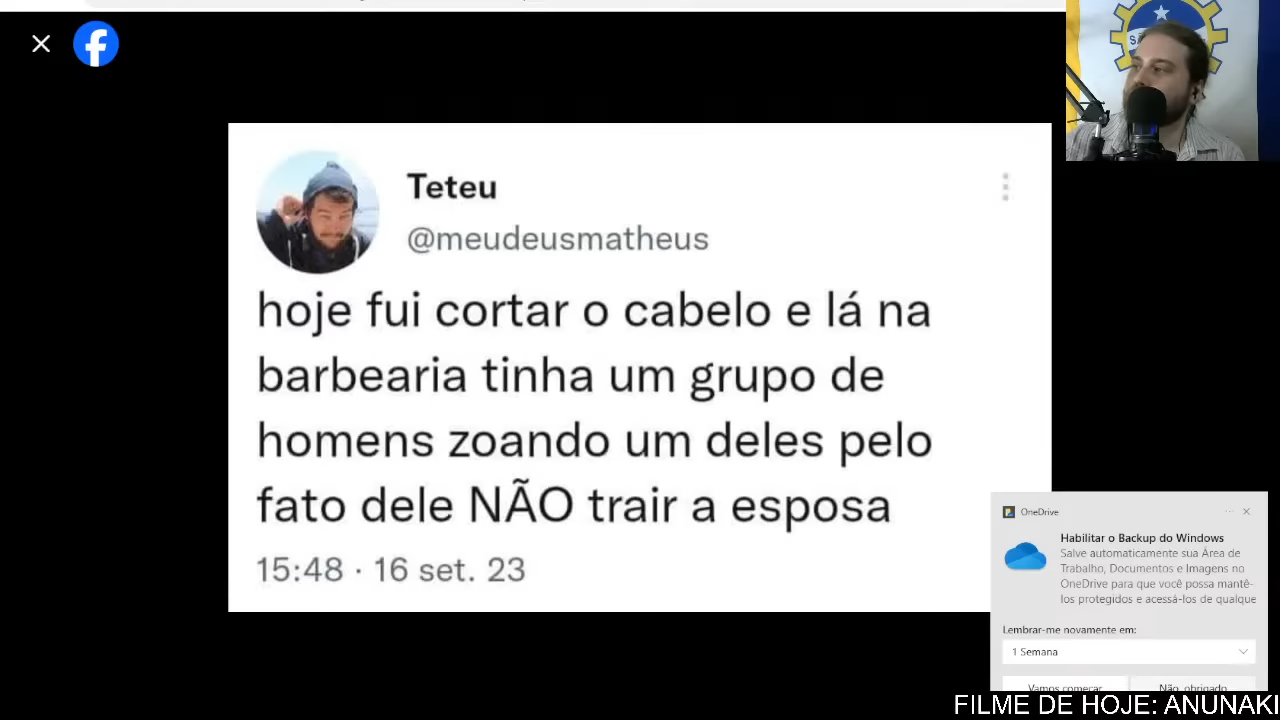 Teteu
@meudeusmatheus
hoje fui cortar o cabelo e lá na
barbearia tinha um grupo de
homens zoando um deles pelo
fato dele NÃO trair a esposa
15:48 · 16 set. 23
OneDrive
Habilitar o Backup do Windows
Salve automaticamente sua Área de
Trabalho, Documentos e Imagens no
OneDrive para que você possa mantê-
los protegidos e acessá-los de qualque
Lembrar-me novamente em:
1 Semana
Vamos começar
Não, obrigado
FILME DE HOJE: ANUNAKI